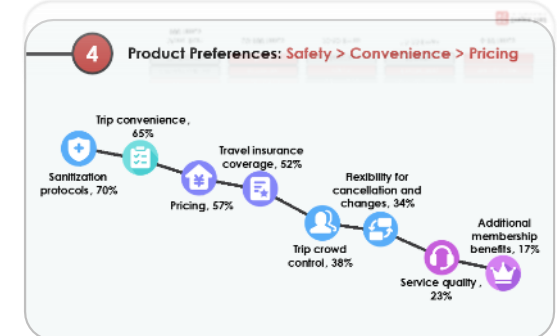 4
Product Preferences: Safety > Convenience > Pricing
Trip convenience,
65%
Sanitization
protocols, 70%
Pricing, 57%
Travel insurance
coverage, 52%
Trip crowd
control, 38%
Flexibility for
cancellation and
changes, 34%
Service quality,
23%
Additional
membership
benefits, 17%
¥